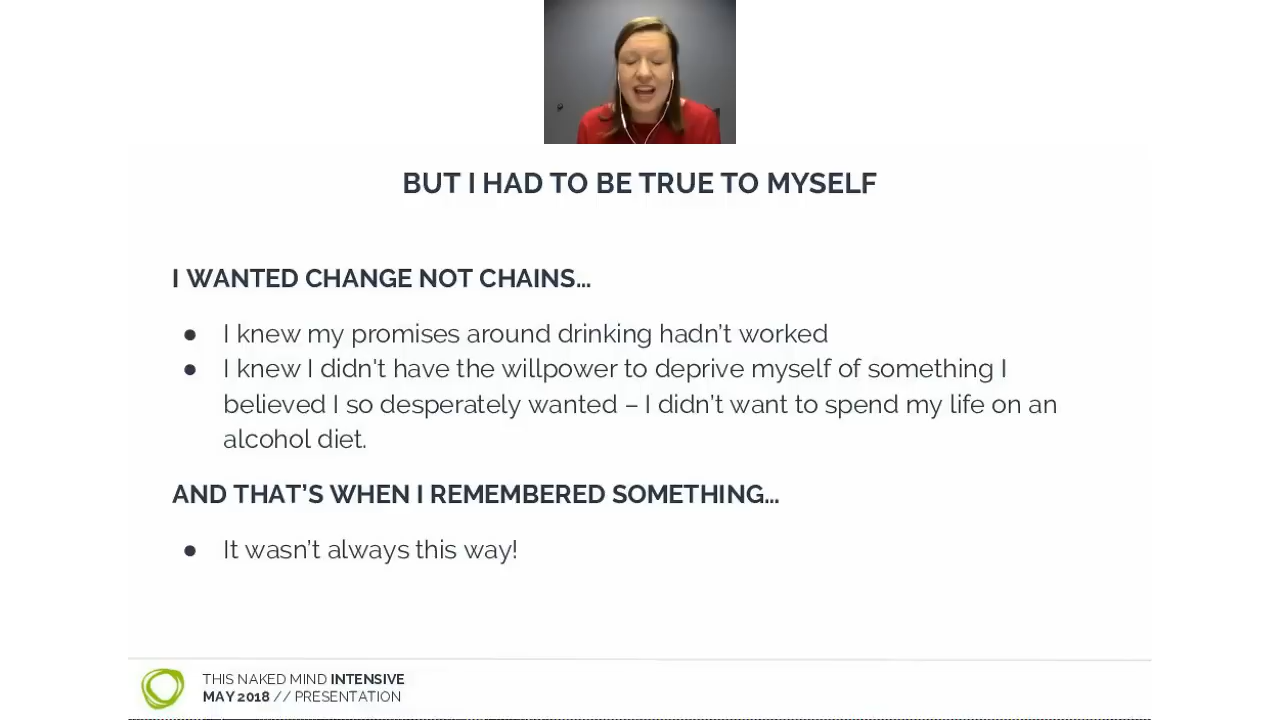 BUT I HAD TO BE TRUE TO MYSELF
I WANTED CHANGE NOT CHAINS...
● I knew my promises around drinking hadn’t worked
● I knew I didn't have the willpower to deprive myself of something I
believed I so desperately wanted – I didn’t want to spend my life on an
alcohol diet.
AND THAT’S WHEN I REMEMBERED SOMETHING...
● It wasn’t always this way!
THIS NAKED MIND INTENSIVE
MAY 2018 // PRESENTATION